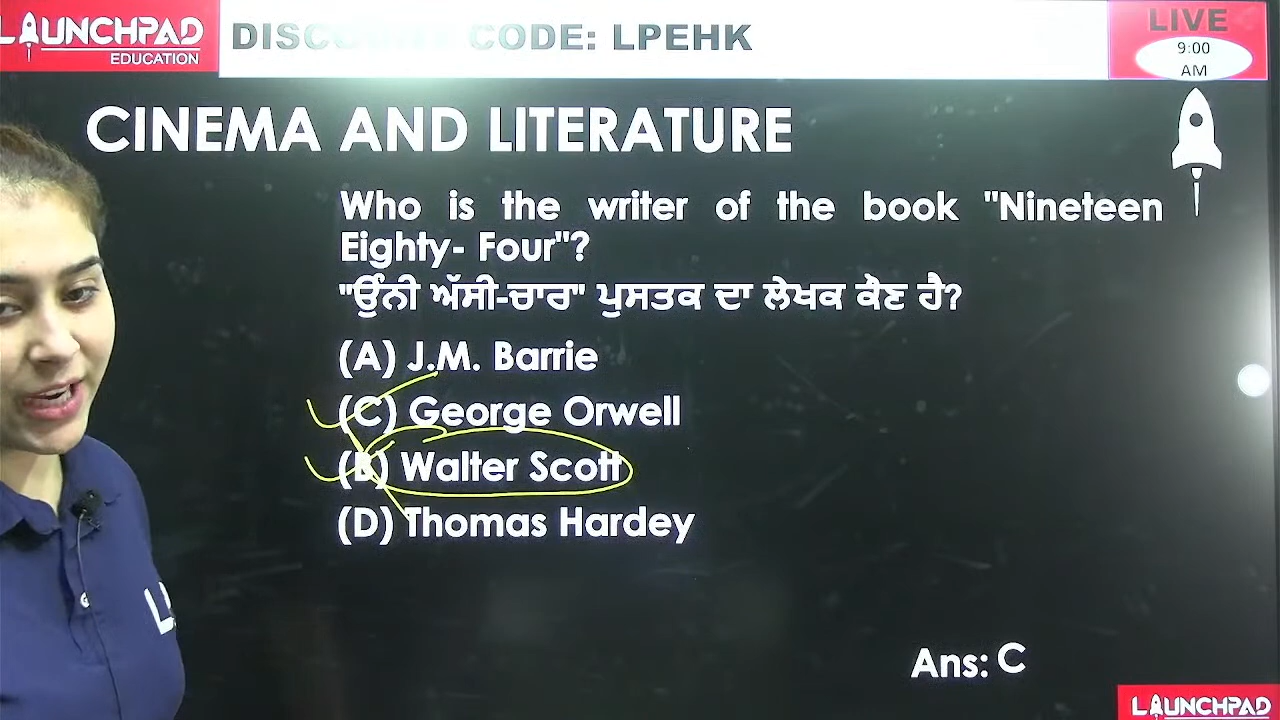 LAUNCHPAD
EDUCATION
DISCOUNT CODE: LPEHK
LIVE
9:00
AM
CINEMA AND LITERATURE
Who is the writer of the book "Nineteen
Eighty- Four"?
"ਉੰਨੀ ਅੱਸੀ-ਚਾਰ" ਪੁਸਤਕ ਦਾ ਲੇਖਕ ਕੌਣ ਹੈ?
(A) J.M. Barrie
(C) George Orwell
(B) Walter Scott
(D) Thomas Hardey
Ans: C
LAUNCHPAD